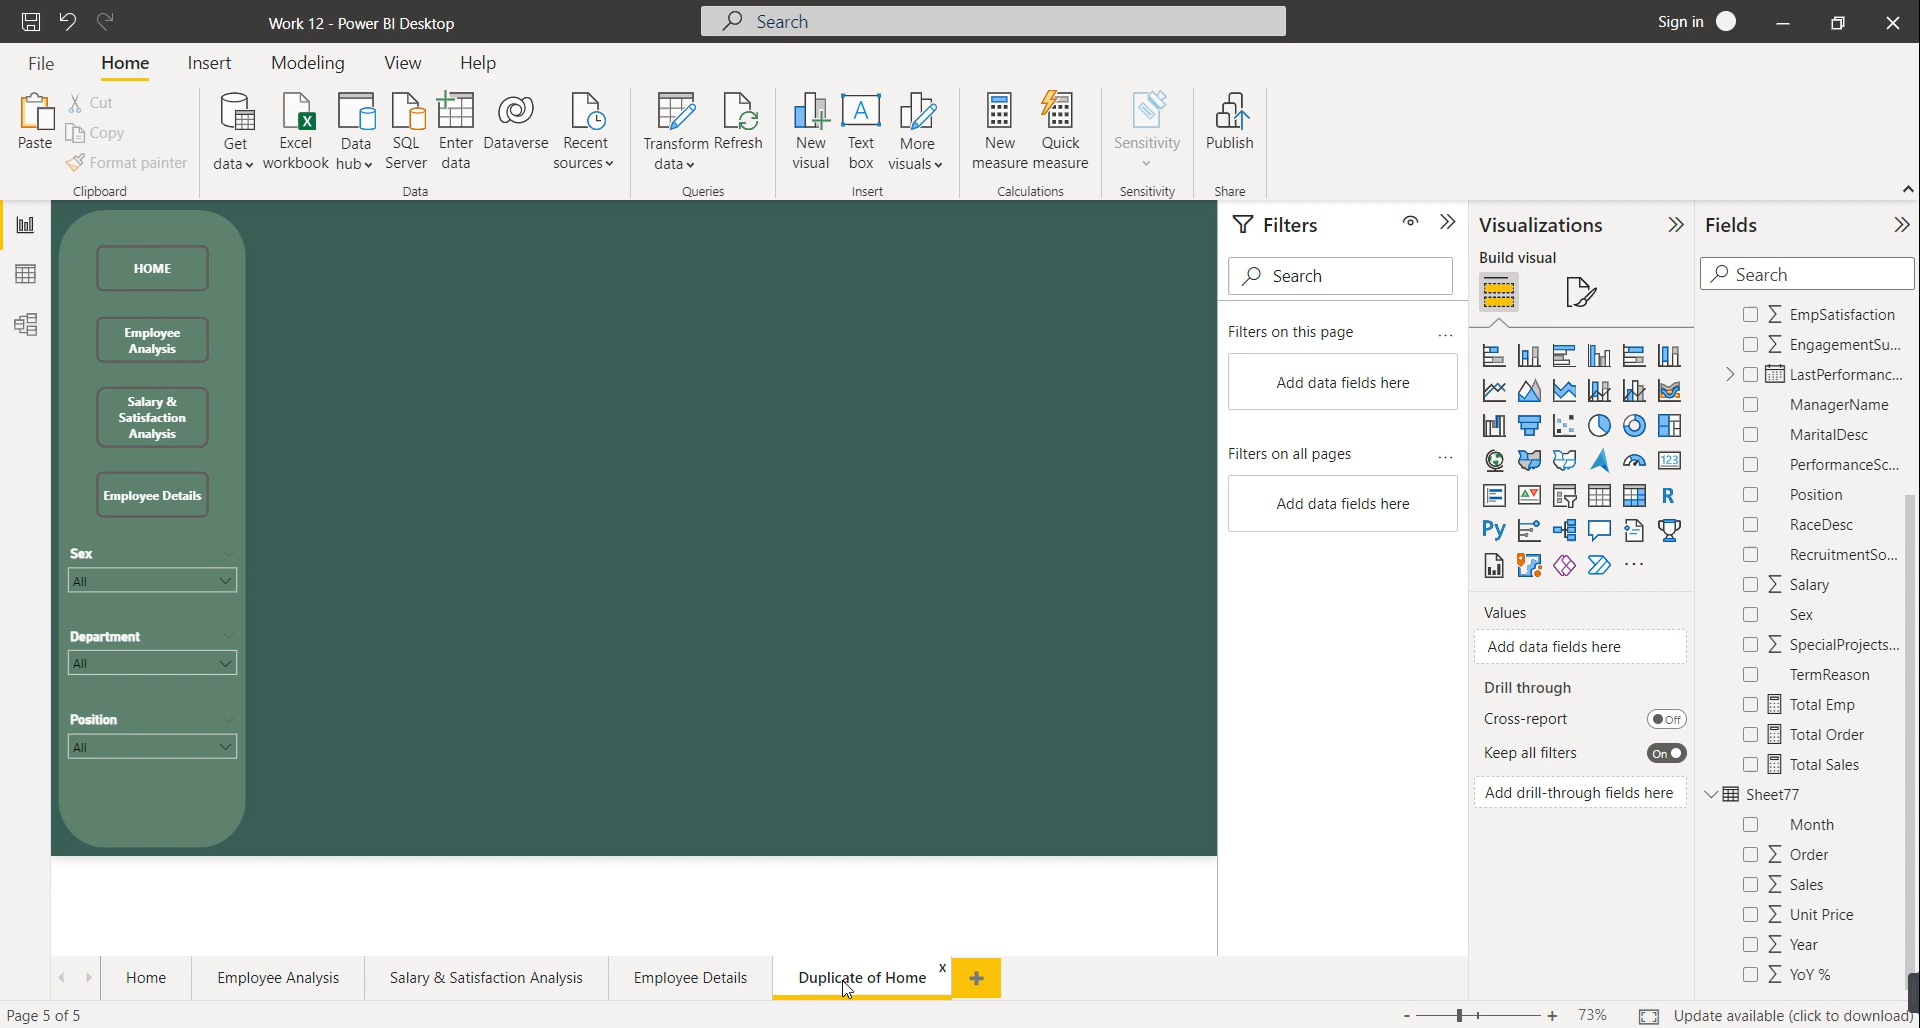 Work 12 - Power BI Desktop
Search
Sign in
File
Home
Insert
Modeling
View
Help
Paste
Cut
Copy
Format painter
Clipboard
Get data
Excel workbook
Data hub
SQL Server
Enter data
Dataverse
Recent sources
Data
Transform data
Refresh
Queries
New visual
Text box
More visuals
Insert
New measure
Quick measure
Calculations
Sensitivity
Sensitivity
Publish
Share
HOME
Employee
Analysis
Salary &
Satisfaction
Analysis
Employee Details
Sex
All
Department
All
Position
All
Filters
Search
Filters on this page
...
Add data fields here
Filters on all pages
...
Add data fields here
Visualizations
Build visual
123
R
Py
...
Values
Add data fields here
Drill through
Cross-report
Off
Keep all filters
On
Add drill-through fields here
Fields
Search
EmpSatisfaction
EngagementSu...
LastPerformanc...
ManagerName
MaritalDesc
PerformanceSc...
Position
RaceDesc
RecruitmentSo...
Salary
Sex
SpecialProjects...
TermReason
Total Emp
Total Order
Total Sales
Sheet77
Month
Order
Sales
Unit Price
Year
YoY %
Home
Employee Analysis
Salary & Satisfaction Analysis
Employee Details
Duplicate of Home
x
+
Page 5 of 5
- + 73%
Update available (click to download)